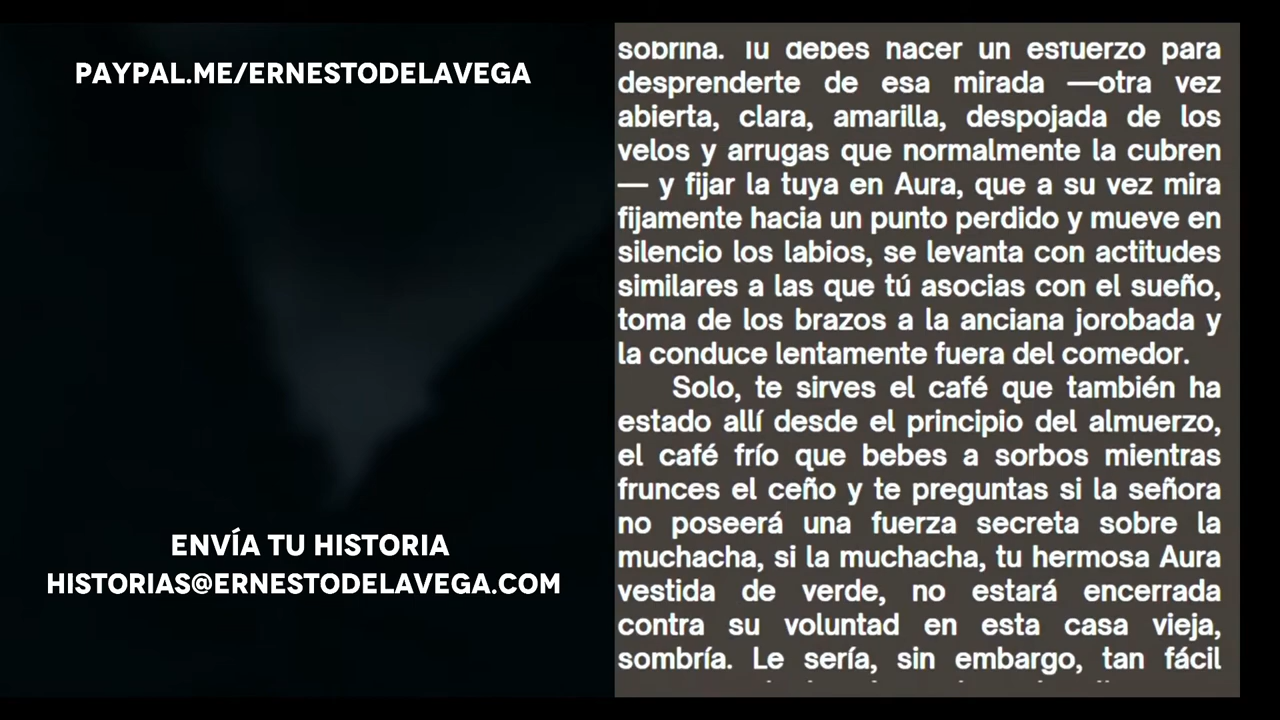 PAYPAL.ME/ERNESTODELAVEGA
ENVÍA TU HISTORIA
HISTORIAS@ERNESTODELAVEGA.COM
sobrina. Tú debes hacer un esfuerzo para
desprenderte de esa mirada —otra vez
abierta, clara, amarilla, despojada de los
velos y arrugas que normalmente la cubren
— y fijar la tuya en Aura, que a su vez mira
fijamente hacia un punto perdido y mueve en
silencio los labios, se levanta con actitudes
similares a las que tú asocias con el sueño,
toma de los brazos a la anciana jorobada y
la conduce lentamente fuera del comedor.
Solo, te sirves el café que también ha
estado allí desde el principio del almuerzo,
el café frío que bebes a sorbos mientras
frunces el ceño y te preguntas si la señora
no poseerá una fuerza secreta sobre la
muchacha, si la muchacha, tu hermosa Aura
vestida de verde, no estará encerrada
contra su voluntad en esta casa vieja,
sombría. Le sería, sin embargo, tan fácil